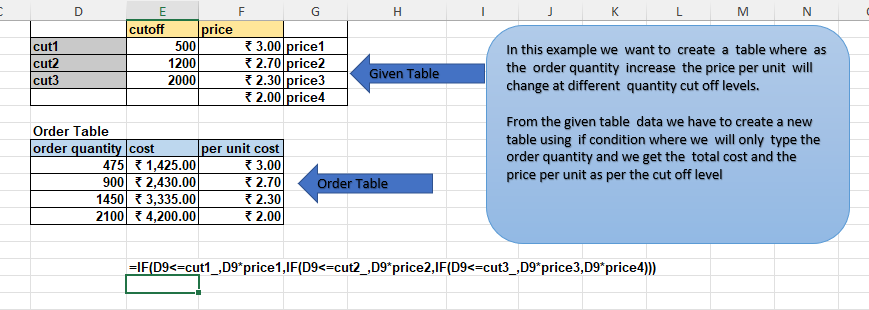 D E F G H I J K L M N
cutoff price
cut1 500 ₹ 3.00 price1
cut2 1200 ₹ 2.70 price2
cut3 2000 ₹ 2.30 price3
₹ 2.00 price4
Given Table
In this example we want to create a table where as
the order quantity increase the price per unit will
change at different quantity cut off levels.
From the given table data we have to create a new
table using if condition where we will only type the
order quantity and we get the total cost and the
price per unit as per the cut off level
Order Table
order quantity cost per unit cost
475 ₹ 1,425.00 ₹ 3.00
900 ₹ 2,430.00 ₹ 2.70
1450 ₹ 3,335.00 ₹ 2.30
2100 ₹ 4,200.00 ₹ 2.00
Order Table
=IF(D9<=cut1_,D9*price1,IF(D9<=cut2_,D9*price2,IF(D9<=cut3_,D9*price3,D9*price4)))